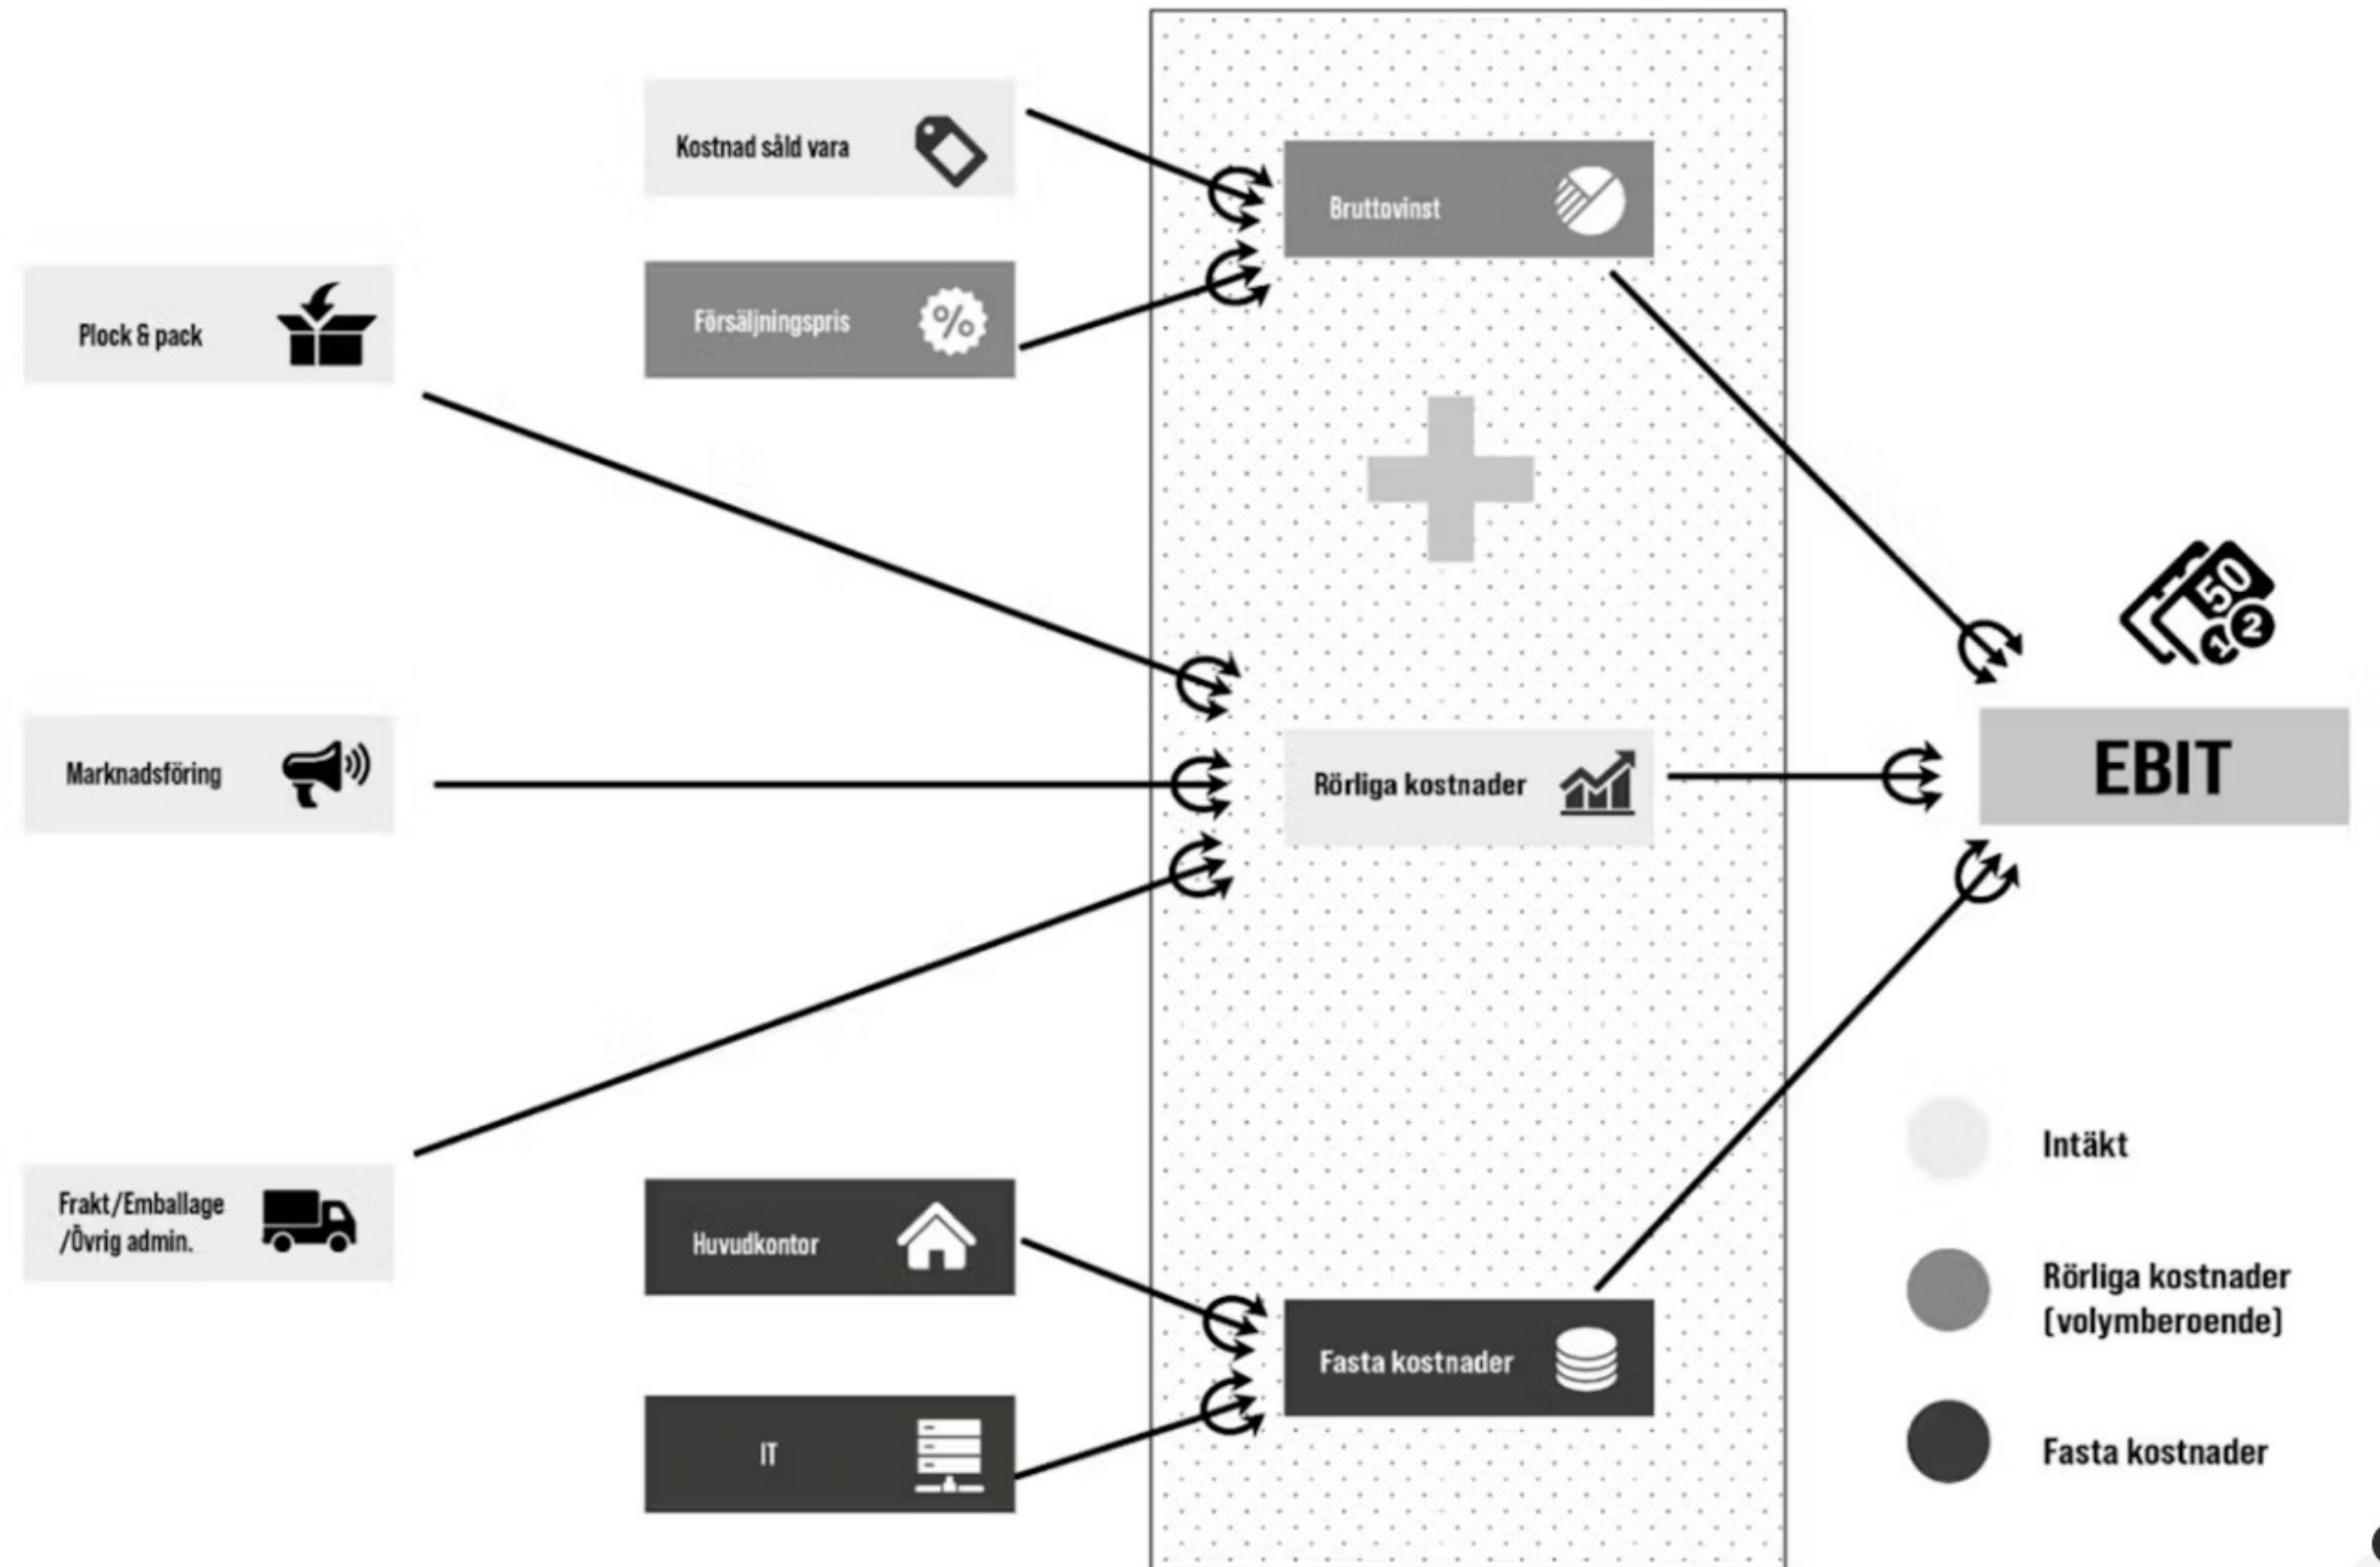 Kostnad såld vara
Bruttovinst
Försäljningspris
%
Plock & pack
50
1
2
EBIT
Marknadsföring
Rörliga kostnader
Frakt/Emballage
/Övrig admin.
Huvudkontor
IT
Fasta kostnader
Intäkt
Rörliga kostnader
(volymberoende)
Fasta kostnader